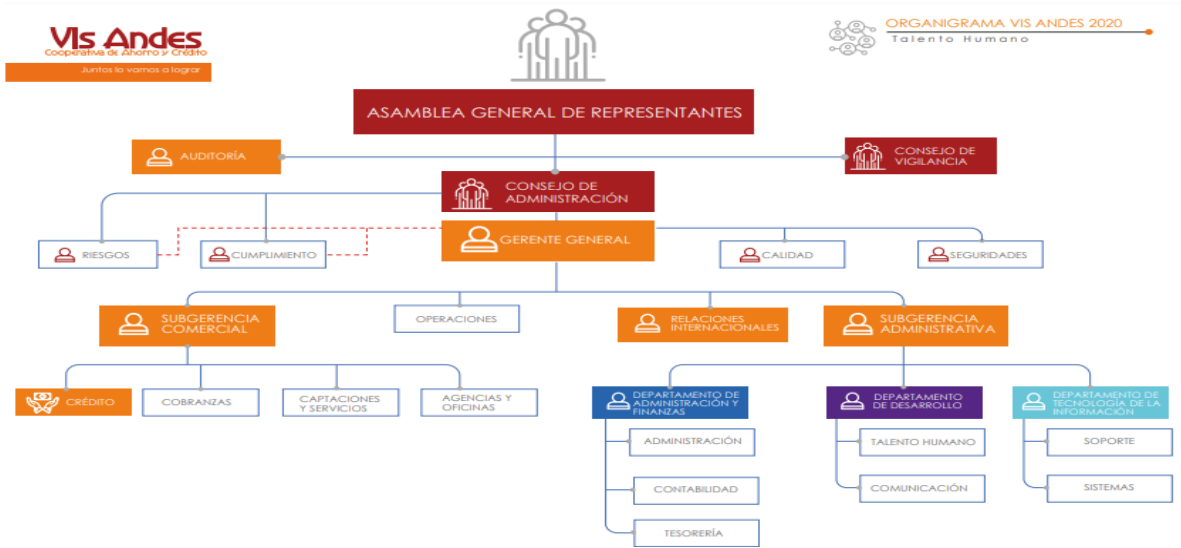 VIs Andes
Cooperativa de Ahorro y Crédito
Juntos lo vamos a lograr
ORGANIGRAMA VIS ANDES 2020
Talento Humano
ASAMBLEA GENERAL DE REPRESENTANTES
AUDITORÍA
CONSEJO DE
VIGILANCIA
CONSEJO DE
ADMINISTRACIÓN
RIESGOS
CUMPLIMIENTO
GERENTE GENERAL
CALIDAD
SEGURIDADES
SUBGERENCIA
COMERCIAL
OPERACIONES
RELACIONES
INTERNACIONALES
SUBGERENCIA
ADMINISTRATIVA
CRÉDITO
COBRANZAS
CAPTACIONES
Y SERVICIOS
AGENCIAS Y
OFICINAS
DEPARTAMENTO DE
ADMINISTRACIÓN Y
FINANZAS
DEPARTAMENTO
DE DESARROLLO
DEPARTAMENTO DE
TECNOLOGÍA DE LA
INFORMACIÓN
ADMINISTRACIÓN
TALENTO HUMANO
SOPORTE
CONTABILIDAD
COMUNICACIÓN
SISTEMAS
TESORERÍA